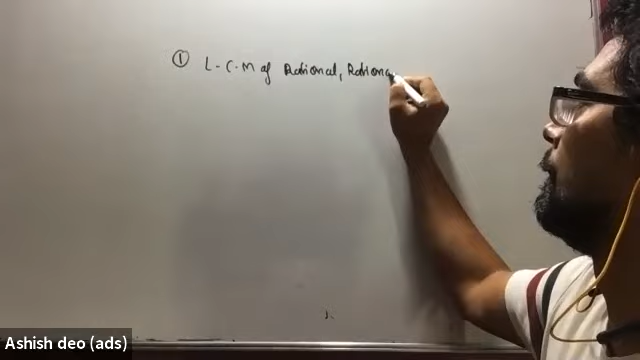 ① L.C.M of Rational, Rationa
Ashish deo (ads)